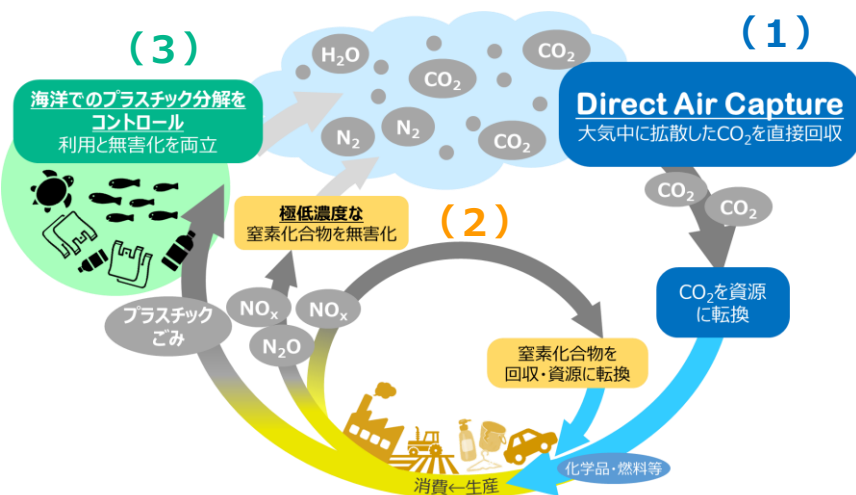 （3）
（1）
H₂O
CO₂
CO₂
N₂
N₂
CO₂
海洋でのプラスチック分解を
コントロール
利用と無害化を両立
Direct Air Capture
大気中に拡散したCO₂を直接回収
CO₂
CO₂
極低濃度な
窒素化合物を無害化
（2）
CO₂を資源
に転換
プラスチック
ごみ
NOₓ
NOₓ
N₂O
窒素化合物を
回収・資源に転換
化学品・燃料等
消費←生産